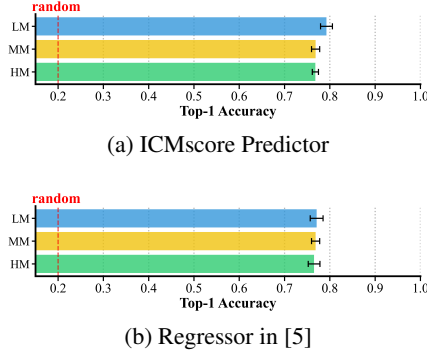 random
LM
MM
HM
0.2 0.3 0.4 0.5 0.6 0.7 0.8 0.9 1.0
Top-1 Accuracy
(a) ICMscore Predictor
random
LM
MM
HM
0.2 0.3 0.4 0.5 0.6 0.7 0.8 0.9 1.0
Top-1 Accuracy
(b) Regressor in [5]